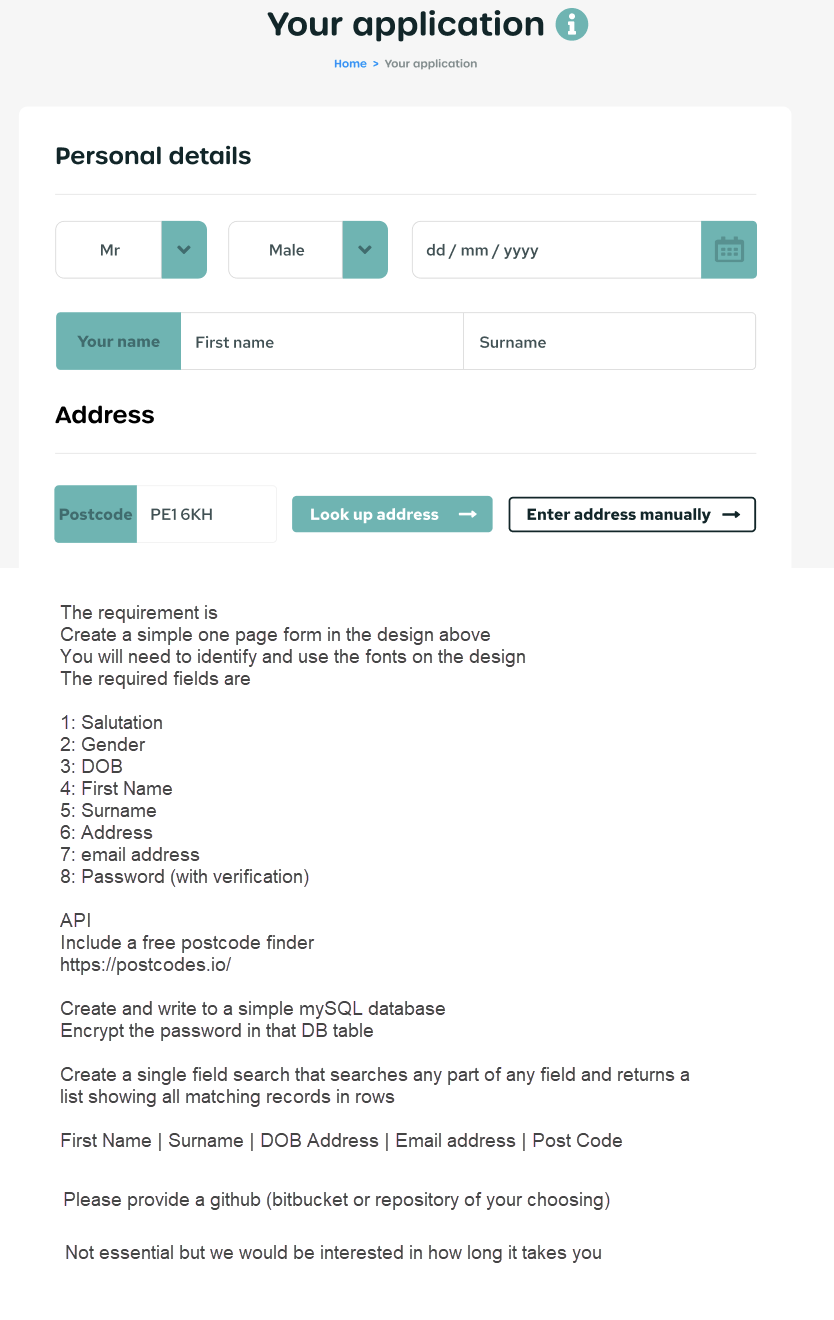 Your application
Home > Your application
Personal details
Mr Male dd / mm / yyyy
Your name First name Surname
Address
Postcode PE1 6KH Look up address → Enter address manually →
The requirement is
Create a simple one page form in the design above
You will need to identify and use the fonts on the design
The required fields are
1: Salutation
2: Gender
3: DOB
4: First Name
5: Surname
6: Address
7: email address
8: Password (with verification)
API
Include a free postcode finder
https://postcodes.io/
Create and write to a simple mySQL database
Encrypt the password in that DB table
Create a single field search that searches any part of any field and returns a
list showing all matching records in rows
First Name | Surname | DOB Address | Email address | Post Code
Please provide a github (bitbucket or repository of your choosing)
Not essential but we would be interested in how long it takes you